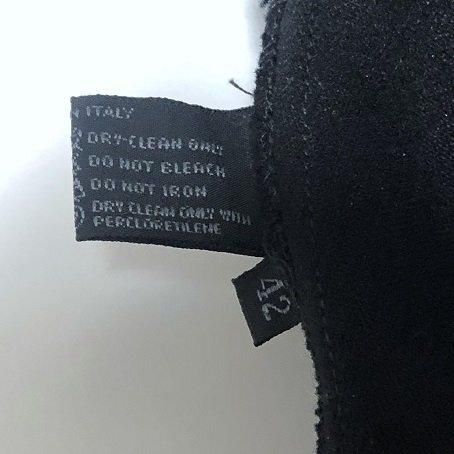 ITALY
DRY-CLEAN ONLY
DO NOT BLEACH
DO NOT IRON
DRY.CLEAN ONLY WITH
PERCLORETILENE
42